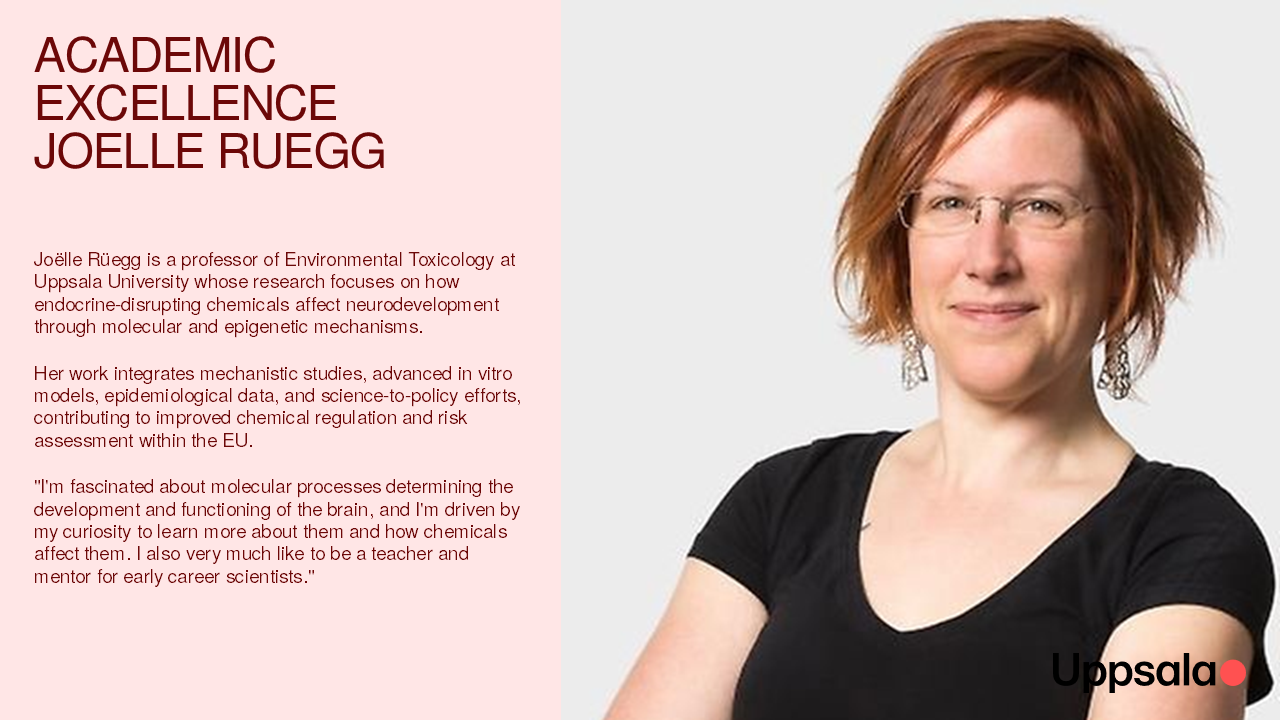 ACADEMIC
EXCELLENCE
JOELLE RUEGG
Joëlle Rüegg is a professor of Environmental Toxicology at
Uppsala University whose research focuses on how
endocrine-disrupting chemicals affect neurodevelopment
through molecular and epigenetic mechanisms.
Her work integrates mechanistic studies, advanced in vitro
models, epidemiological data, and science-to-policy efforts,
contributing to improved chemical regulation and risk
assessment within the EU.
"I'm fascinated about molecular processes determining the
development and functioning of the brain, and I'm driven by
my curiosity to learn more about them and how chemicals
affect them. I also very much like to be a teacher and
mentor for early career scientists."
Uppsala